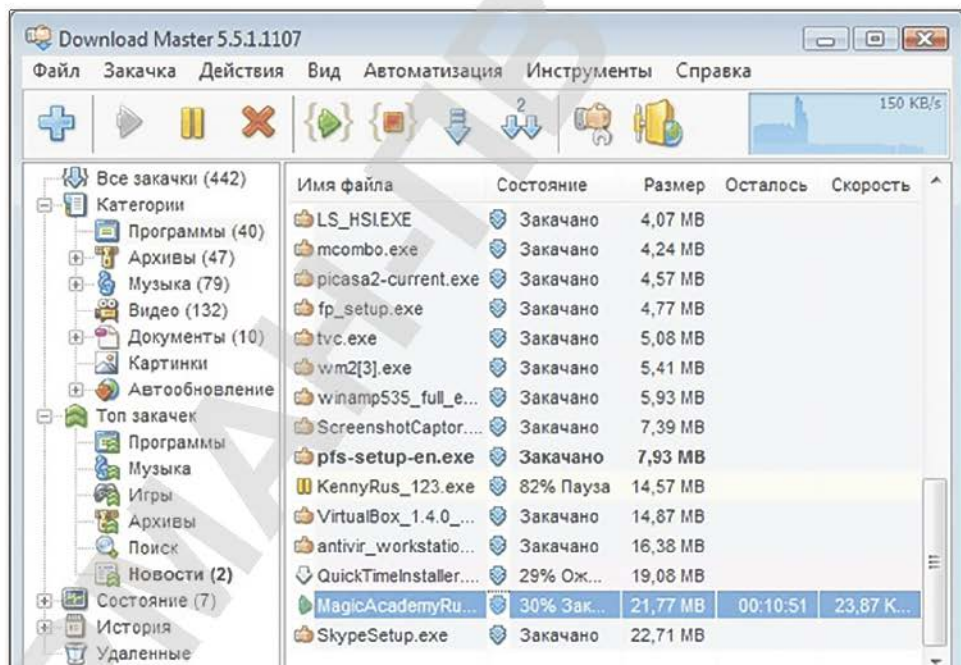 Download Master 5.5.1.1107
Файл Закачка Действия Вид Автоматизация Инструменты Справка
2
150 KB/s
Все закачки (442)
Категории
Программы (40)
Архивы (47)
Музыка (79)
Видео (132)
Документы (10)
Картинки
Автообновление
Топ закачек
Программы
Музыка
Игры
Архивы
Поиск
Новости (2)
Состояние (7)
История
Удаленные
Имя файла Состояние Размер Осталось Скорость
LS_HSI.EXE Закачано 4,07 MB
mcombo.exe Закачано 4,24 MB
picasa2-current.exe Закачано 4,57 MB
fp_setup.exe Закачано 4,77 MB
tvc.exe Закачано 5,08 MB
wm2[3].exe Закачано 5,41 MB
winamp535_full_e... Закачано 5,93 MB
ScreenshotCaptor.... Закачано 7,39 MB
pfs-setup-en.exe Закачано 7,93 MB
KennyRus_123.exe 82% Пауза 14,57 MB
VirtualBox_1.4.0_... Закачано 14,87 MB
antivir_workstatio... Закачано 16,38 MB
QuickTimeInstaller.... 29% Ож... 19,08 MB
MagicAcademyRu... 30% Зак... 21,77 MB 00:10:51 23,87 K...
SkypeSetup.exe Закачано 22,71 MB